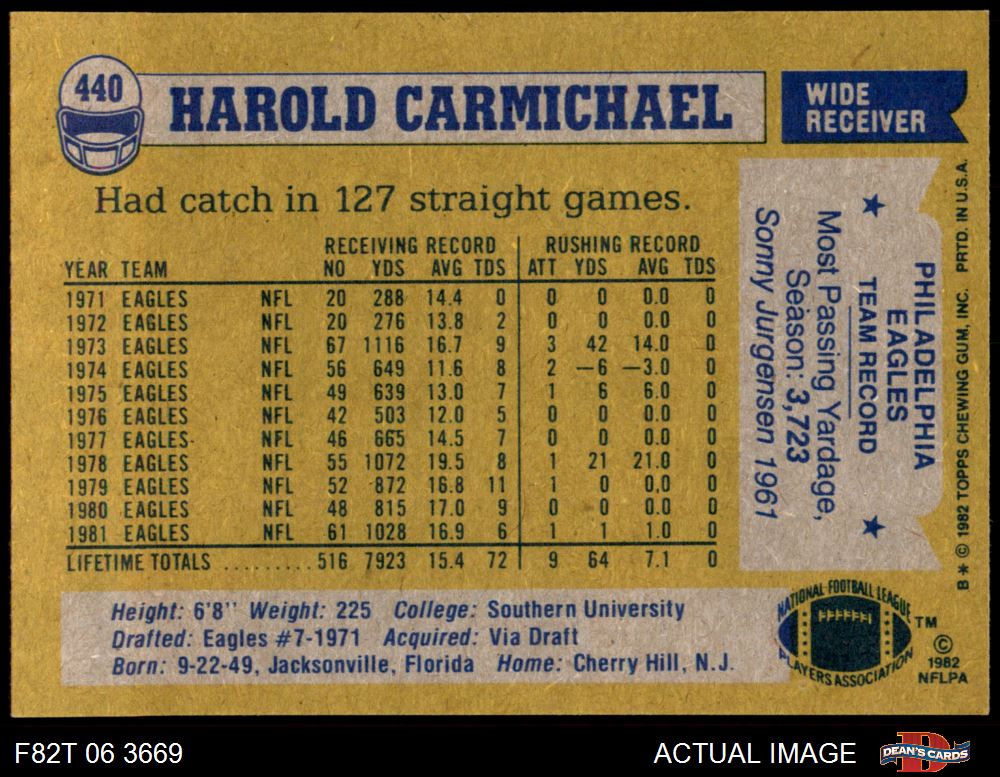 440
HAROLD CARMICHAEL
WIDE
RECEIVER
Had catch in 127 straight games.
RECEIVING RECORD RUSHING RECORD
YEAR TEAM NO YDS AVG TDS ATT YDS AVG TDS
1971 EAGLES NFL 20 288 14.4 0 0 0 0.0 0
1972 EAGLES NFL 20 276 13.8 2 0 0 0.0 0
1973 EAGLES NFL 67 1116 16.7 9 3 42 14.0 0
1974 EAGLES NFL 56 649 11.6 8 2 —6 —3.0 0
1975 EAGLES NFL 49 639 13.0 7 1 6 6.0 0
1976 EAGLES NFL 42 503 12.0 5 0 0 0.0 0
1977 EAGLES NFL 46 665 14.5 7 0 0 0.0 0
1978 EAGLES NFL 55 1072 19.5 8 1 21 21.0 0
1979 EAGLES NFL 52 872 16.8 11 1 0 0.0 0
1980 EAGLES NFL 48 815 17.0 9 0 0 0.0 0
1981 EAGLES NFL 61 1028 16.9 6 1 1 1.0 0
LIFETIME TOTALS ......... 516 7923 15.4 72 9 64 7.1 0
Height: 6'8" Weight: 225 College: Southern University
Drafted: Eagles #7-1971 Acquired: Via Draft
Born: 9-22-49, Jacksonville, Florida Home: Cherry Hill, N.J.
PHILADELPHIA
EAGLES
★ TEAM RECORD ★
Most Passing Yardage,
Season: 3,723
Sonny Jurgensen 1961
B * © 1982 TOPPS CHEWING GUM, INC. PRTD. IN U.S.A.
NATIONAL FOOTBALL LEAGUE
PLAYERS ASSOCIATION
TM
©
1982
NFLPA
F82T 06 3669
ACTUAL IMAGE
D
DEAN'S CARDS